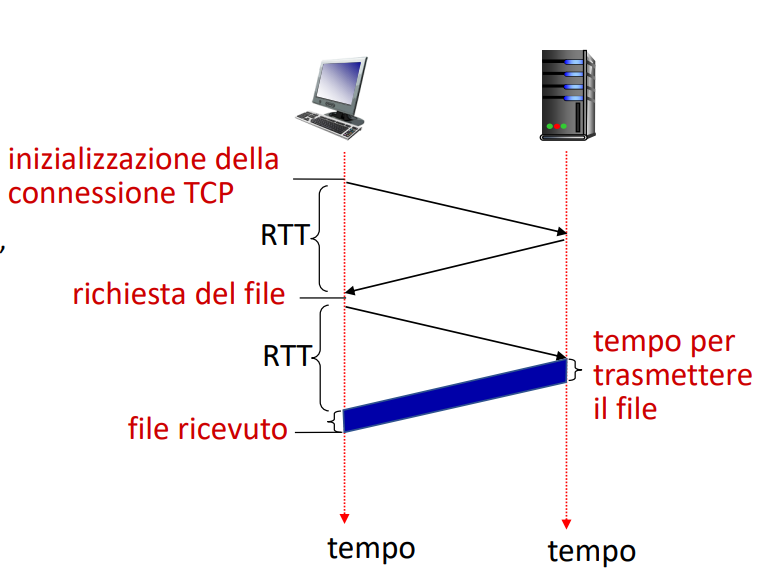 inizializzazione della
connessione TCP
,
RTT
richiesta del file
RTT
tempo per
trasmettere
il file
file ricevuto
tempo
tempo